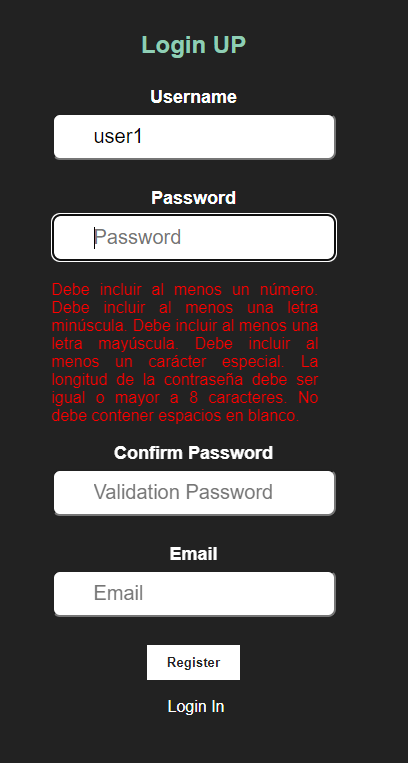 Login UP
Username
user1
Password
Password
Debe incluir al menos un número.
Debe incluir al menos una letra
minúscula. Debe incluir al menos una
letra mayúscula. Debe incluir al
menos un carácter especial. La
longitud de la contraseña debe ser
igual o mayor a 8 caracteres. No
debe contener espacios en blanco.
Confirm Password
Validation Password
Email
Email
Register
Login In